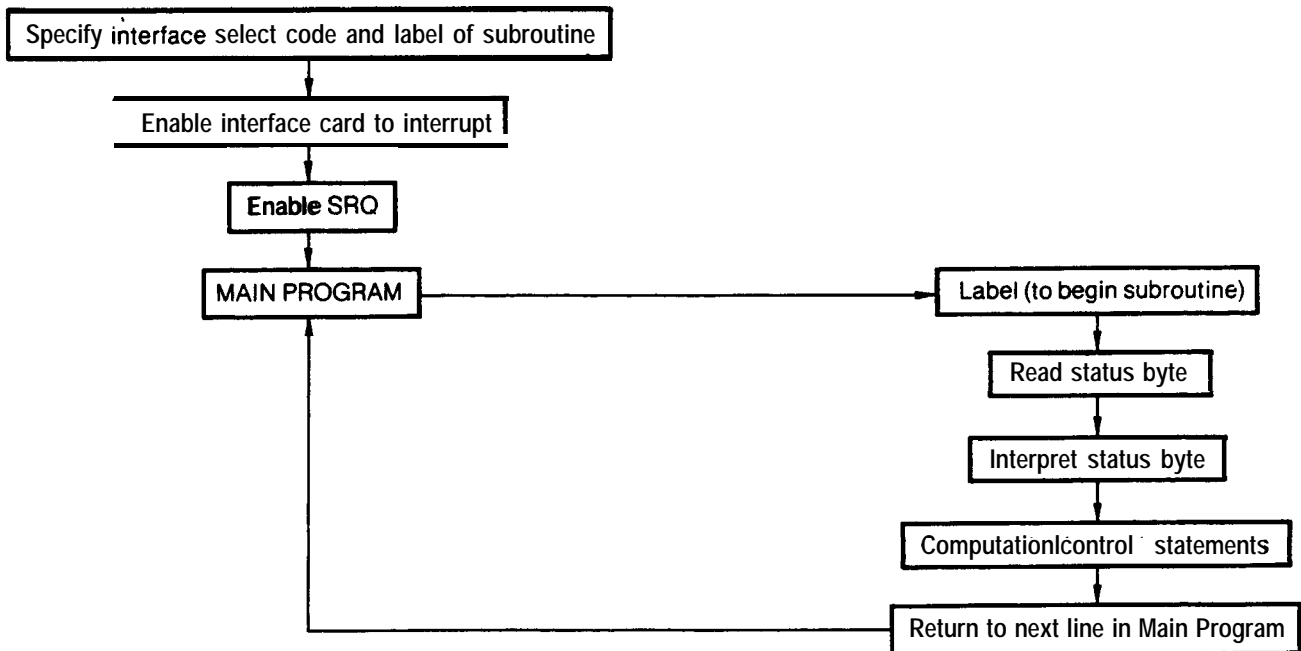 Specify interface select code and label of subroutine
Enable interface card to interrupt
Enable SRQ
MAIN PROGRAM
Label (to begin subroutine)
Read status byte
Interpret status byte
Computation/control statements
Return to next line in Main Program